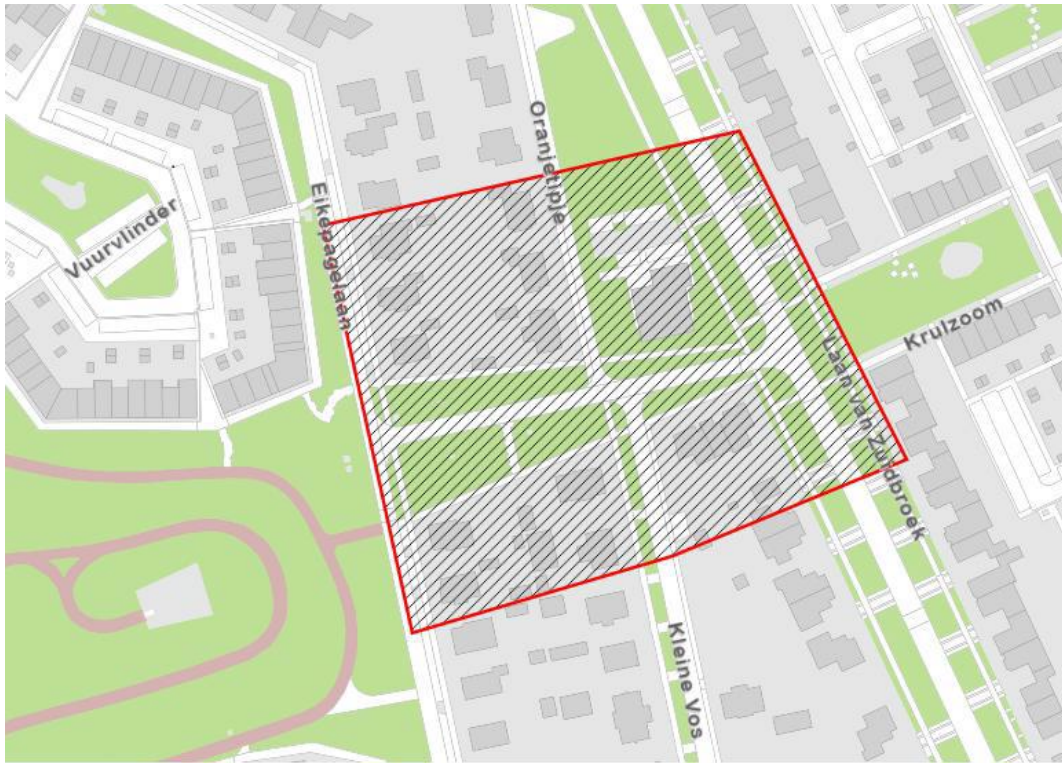 Oranjetipje
Eikepagelaan
Vuurvlinder
Krulzoom
Laan van Zuidbroek
Kleine Vos